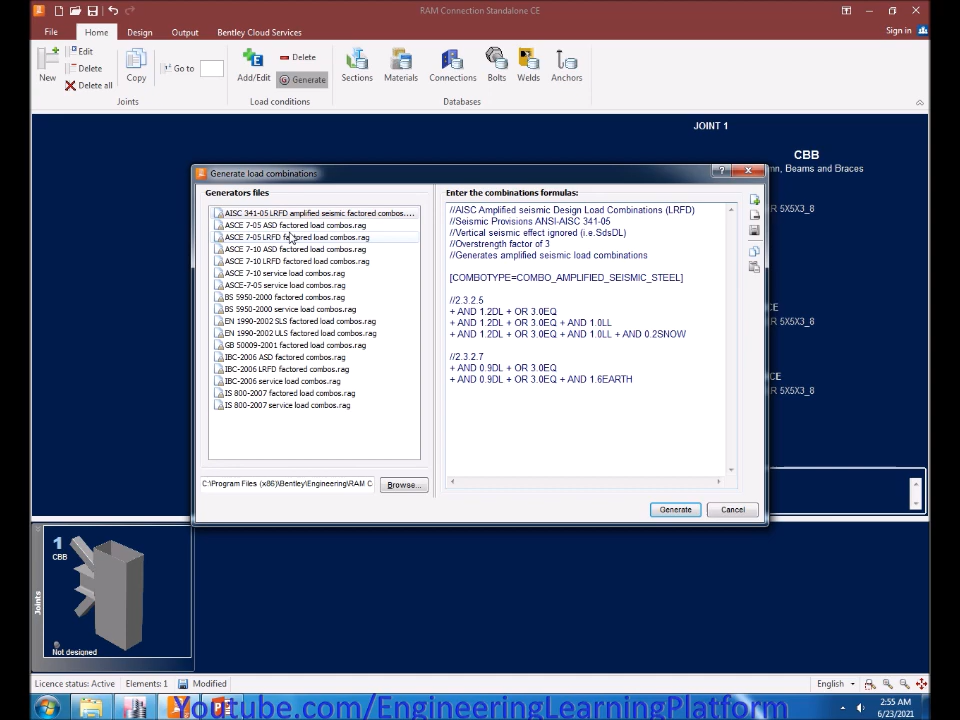 RAM Connection Standalone CE
File
Home
Design
Output
Bentley Cloud Services
Sign in
New
Edit
Delete
Delete all
Copy
Go to
Joints
Add/Edit
Delete
Generate
Load conditions
Sections
Materials
Connections
Bolts
Welds
Anchors
Databases
JOINT 1
CBB
mn, Beams and Braces
R 5X5X3_8
CE
R 5X5X3_8
CE
R 5X5X3_8
Generate load combinations
Generators files
AISC 341-05 LRFD amplified seismic factored combos....
ASCE 7-05 ASD factored load combos.rag
ASCE 7-05 LRFD factored load combos.rag
ASCE 7-10 ASD factored load combos.rag
ASCE 7-10 LRFD factored load combos.rag
ASCE 7-10 service load combos.rag
ASCE-7-05 service load combos.rag
BS 5950-2000 factored load combos.rag
BS 5950-2000 service load combos.rag
EN 1990-2002 SLS factored load combos.rag
EN 1990-2002 ULS factored load combos.rag
GB 50009-2001 factored load combos.rag
IBC-2006 ASD factored load combos.rag
IBC-2006 LRFD factored load combos.rag
IBC-2006 service load combos.rag
IS 800-2007 factored load combos.rag
IS 800-2007 service load combos.rag
C:\Program Files (x86)\Bentley\Engineering\RAM C
Browse...
Enter the combinations formulas:
//AISC Amplified seismic Design Load Combinations (LRFD)
//Seismic Provisions ANSI-AISC 341-05
//Vertical seismic effect ignored (i.e.SdsDL)
//Overstrength factor of 3
//Generates amplified seismic load combinations
[COMBOTYPE=COMBO_AMPLIFIED_SEISMIC_STEEL]
//2.3.2.5
+ AND 1.2DL + OR 3.0EQ
+ AND 1.2DL + OR 3.0EQ + AND 1.0LL
+ AND 1.2DL + OR 3.0EQ + AND 1.0LL + AND 0.2SNOW
//2.3.2.7
+ AND 0.9DL + OR 3.0EQ
+ AND 0.9DL + OR 3.0EQ + AND 1.6EARTH
Generate
Cancel
Joints
1
CBB
Not designed
Licence status: Active
Elements: 1
Modified
English
2:55 AM
6/23/2021
Youtube.com/EngineeringLearningPlatform